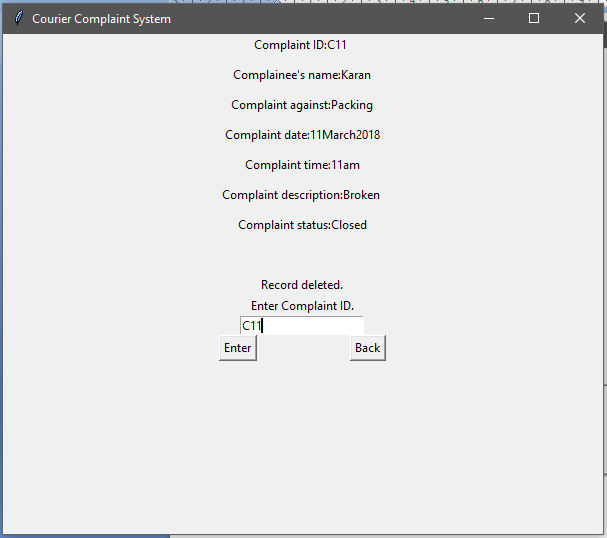 Courier Complaint System
Complaint ID:C11
Complainee's name:Karan
Complaint against:Packing
Complaint date:11March2018
Complaint time:11am
Complaint description:Broken
Complaint status:Closed
Record deleted.
Enter Complaint ID.
C11
Enter Back